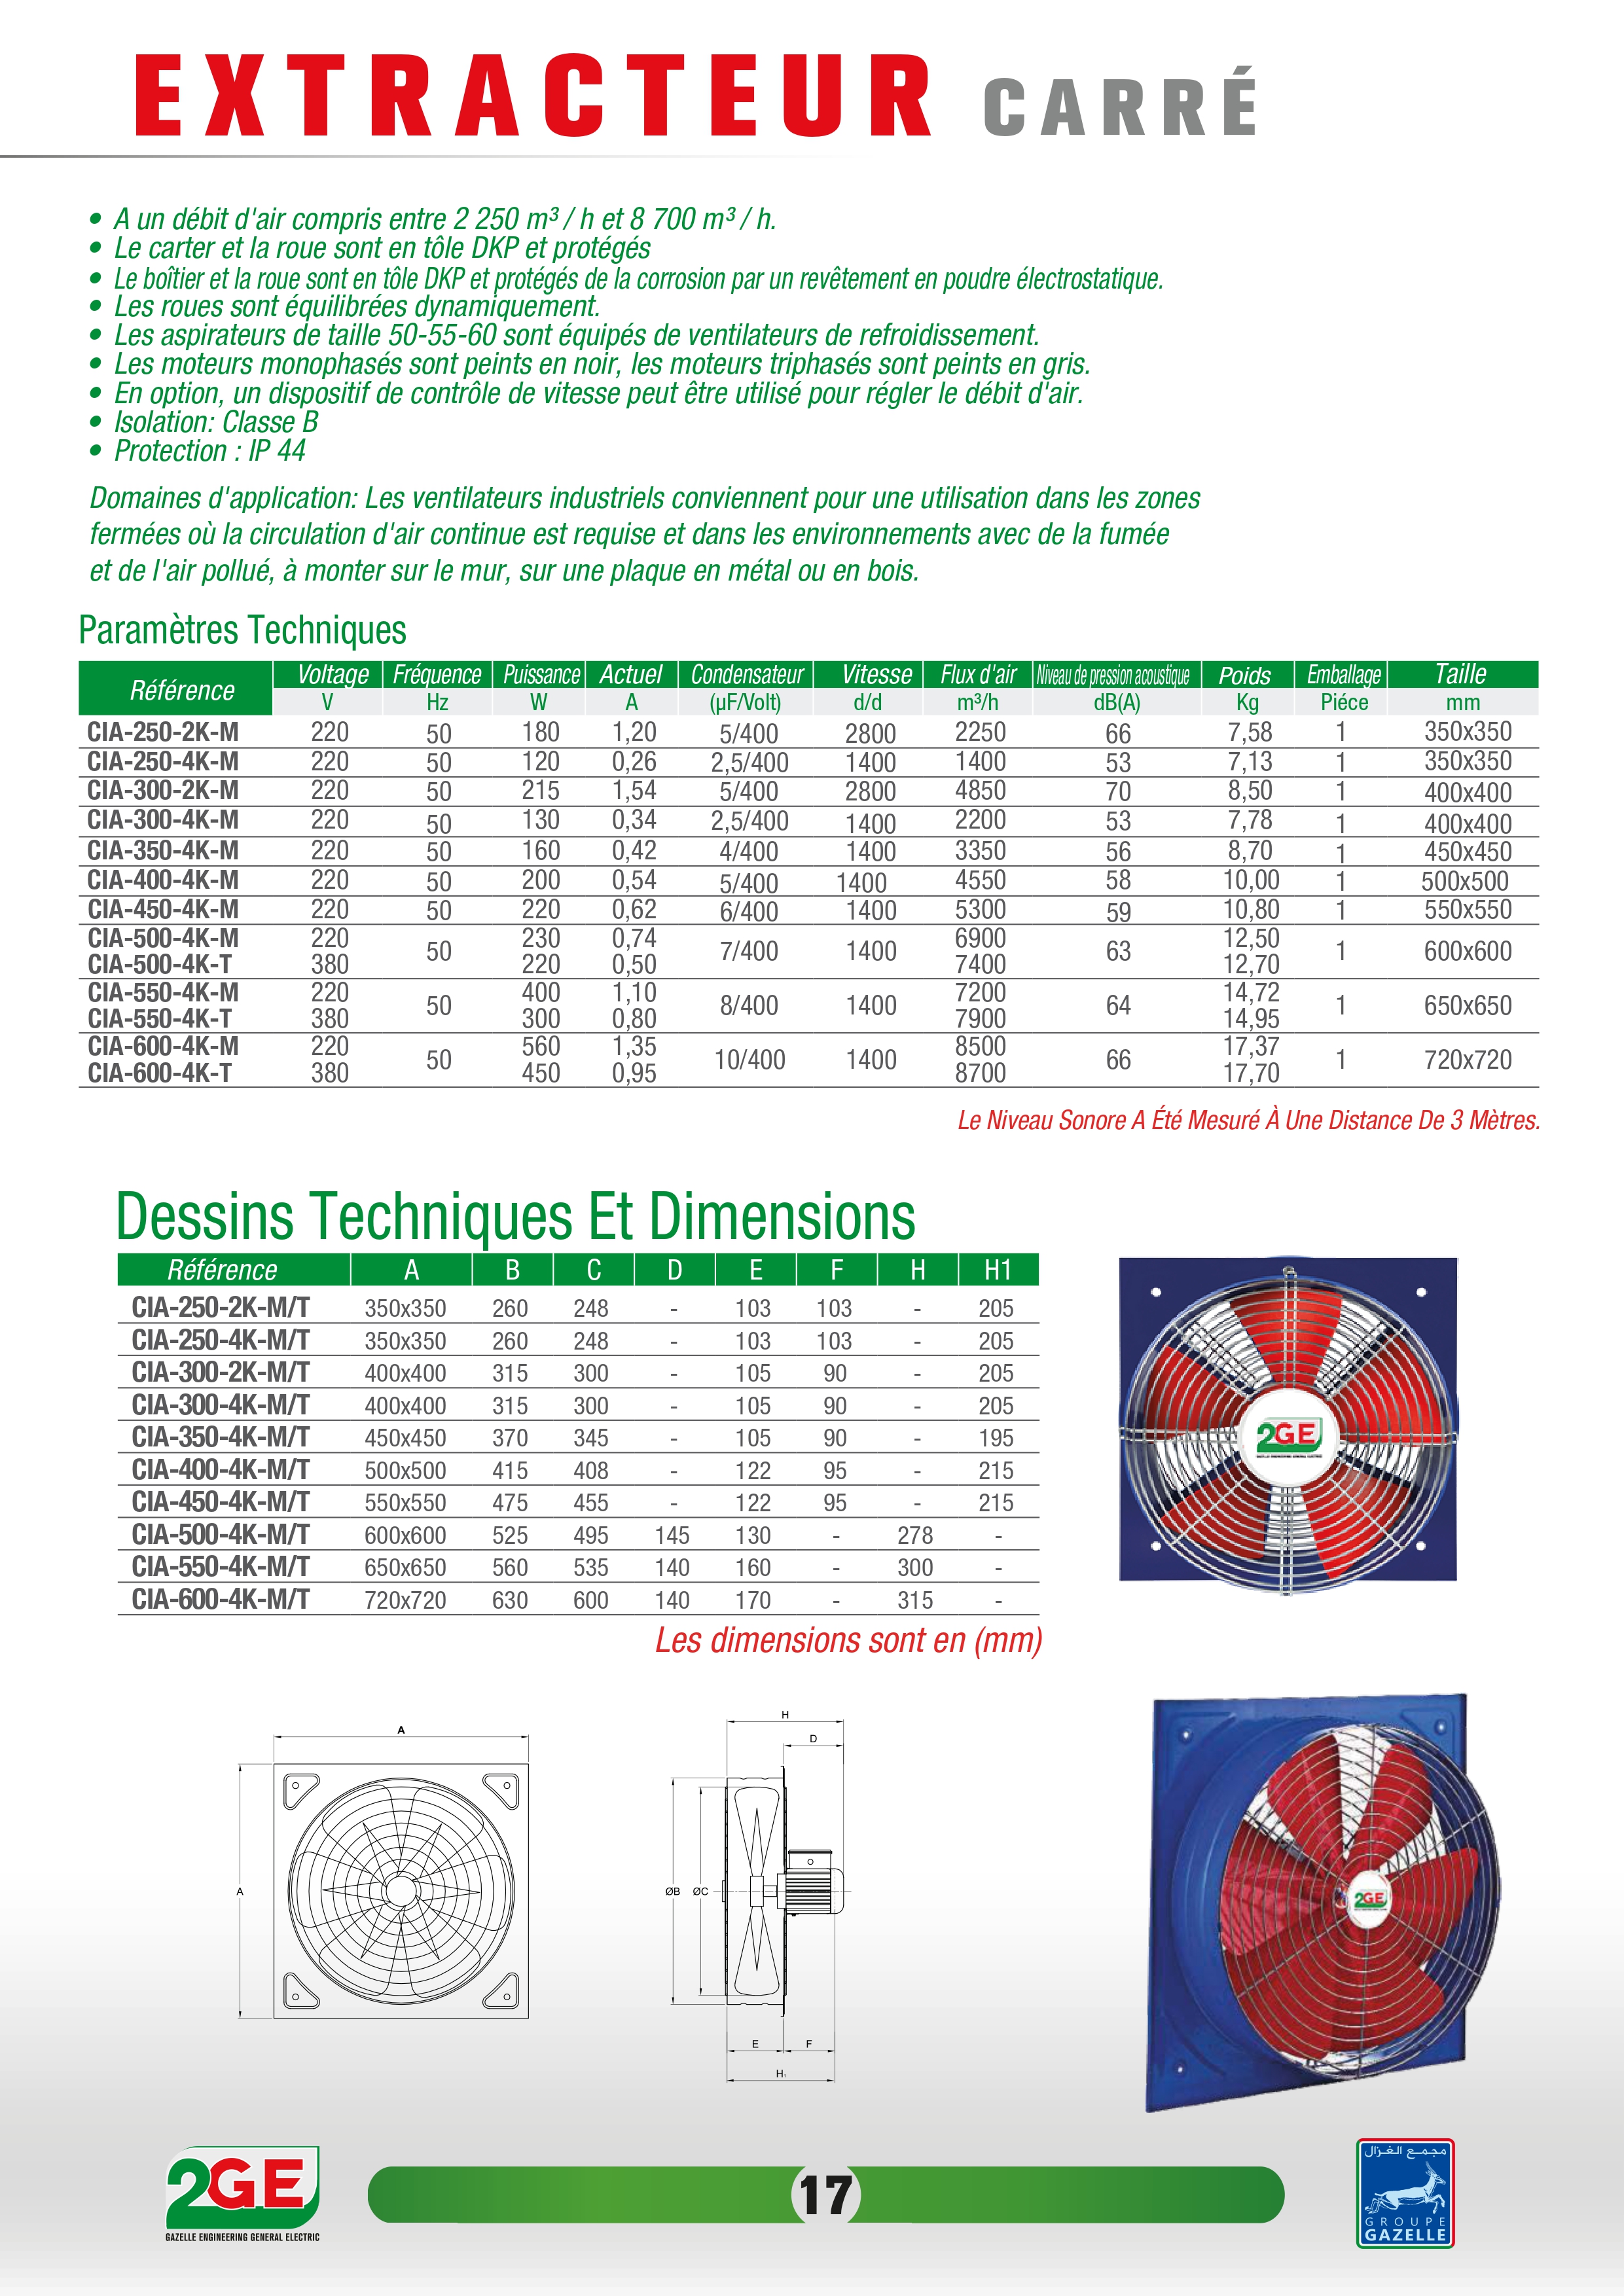 EXTRACTEUR CARRÉ
• A un débit d'air compris entre 2 250 m³ / h et 8 700 m³ / h.
• Le carter et la roue sont en tôle DKP et protégés
• Le boîtier et la roue sont en tôle DKP et protégés de la corrosion par un revêtement en poudre électrostatique.
• Les roues sont équilibrées dynamiquement.
• Les aspirateurs de taille 50-55-60 sont équipés de ventilateurs de refroidissement.
• Les moteurs monophasés sont peints en noir, les moteurs triphasés sont peints en gris.
• En option, un dispositif de contrôle de vitesse peut être utilisé pour régler le débit d'air.
• Isolation: Classe B
• Protection : IP 44
Domaines d'application: Les ventilateurs industriels conviennent pour une utilisation dans les zones
fermées où la circulation d'air continue est requise et dans les environnements avec de la fumée
et de l'air pollué, à monter sur le mur, sur une plaque en métal ou en bois.
Paramètres Techniques
Référence Voltage Fréquence Puissance Actuel Condensateur Vitesse Flux d'air Niveau de pression acoustique Poids Emballage Taille
V Hz W A (µF/Volt) d/d m³/h dB(A) Kg Piéce mm
CIA-250-2K-M 220 50 180 1,20 5/400 2800 2250 66 7,58 1 350x350
CIA-250-4K-M 220 50 120 0,26 2,5/400 1400 1400 53 7,13 1 350x350
CIA-300-2K-M 220 50 215 1,54 5/400 2800 4850 70 8,50 1 400x400
CIA-300-4K-M 220 50 130 0,34 2,5/400 1400 2200 53 7,78 1 400x400
CIA-350-4K-M 220 50 160 0,42 4/400 1400 3350 56 8,70 1 450x450
CIA-400-4K-M 220 50 200 0,54 5/400 1400 4550 58 10,00 1 500x500
CIA-450-4K-M 220 50 220 0,62 6/400 1400 5300 59 10,80 1 550x550
CIA-500-4K-M 220 50 230 0,74 7/400 1400 6900 63 12,50 1 600x600
CIA-500-4K-T 380 220 0,50 7400 12,70
CIA-550-4K-M 220 50 400 1,10 8/400 1400 7200 64 14,72 1 650x650
CIA-550-4K-T 380 300 0,80 7900 14,95
CIA-600-4K-M 220 50 560 1,35 10/400 1400 8500 66 17,37 1 720x720
CIA-600-4K-T 380 450 0,95 8700 17,70
Le Niveau Sonore A Été Mesuré À Une Distance De 3 Mètres.
Dessins Techniques Et Dimensions
Référence A B C D E F H H1
CIA-250-2K-M/T 350x350 260 248 - 103 103 - 205
CIA-250-4K-M/T 350x350 260 248 - 103 103 - 205
CIA-300-2K-M/T 400x400 315 300 - 105 90 - 205
CIA-300-4K-M/T 400x400 315 300 - 105 90 - 205
CIA-350-4K-M/T 450x450 370 345 - 105 90 - 195
CIA-400-4K-M/T 500x500 415 408 - 122 95 - 215
CIA-450-4K-M/T 550x550 475 455 - 122 95 - 215
CIA-500-4K-M/T 600x600 525 495 145 130 - 278 -
CIA-550-4K-M/T 650x650 560 535 140 160 - 300 -
CIA-600-4K-M/T 720x720 630 600 140 170 - 315 -
Les dimensions sont en (mm)
2GE
GAZELLE ENGINEERING GENERAL ELECTRIC
A
A
H
D
ØB ØC
E F
H1
2GE
2GE
GAZELLE ENGINEERING GENERAL ELECTRIC
17
مجمع الغزال
GROUPE
GAZELLE